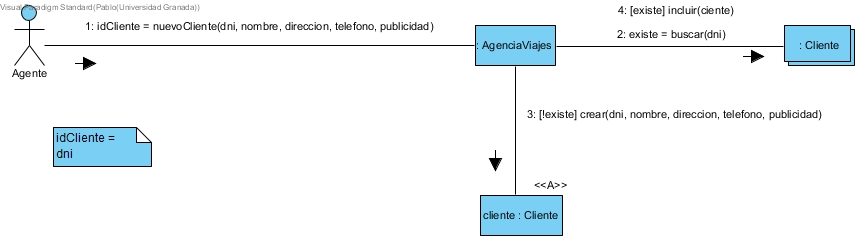 Visual Paradigm Standard(Pablo(Universidad Granada))
4: [existe] incluir(ciente)
1: idCliente = nuevoCliente(dni, nombre, direccion, telefono, publicidad)
2: existe = buscar(dni)
: AgenciaViajes
: Cliente
Agente
3: [!existe] crear(dni, nombre, direccion, telefono, publicidad)
idCliente =
dni
<<A>>
cliente : Cliente